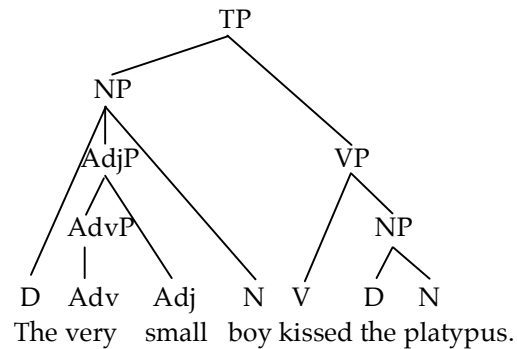 TP
NP
AdjP VP
AdvP NP
D Adv Adj N V D N
The very small boy kissed the platypus.